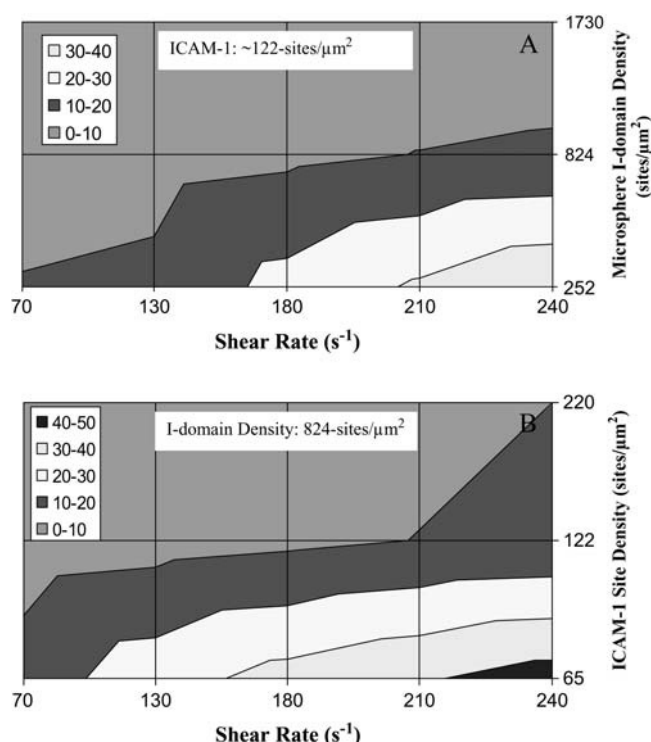 30-40
20-30
10-20
0-10
ICAM-1: ~122-sites/µm²
A
1730
824
252
Microsphere I-domain Density
(sites/µm²)
70
130
180
210
240
Shear Rate (s⁻¹)
40-50
30-40
20-30
10-20
0-10
I-domain Density: 824-sites/µm²
B
220
122
65
ICAM-1 Site Density (sites/µm²)
70
130
180
210
240
Shear Rate (s⁻¹)